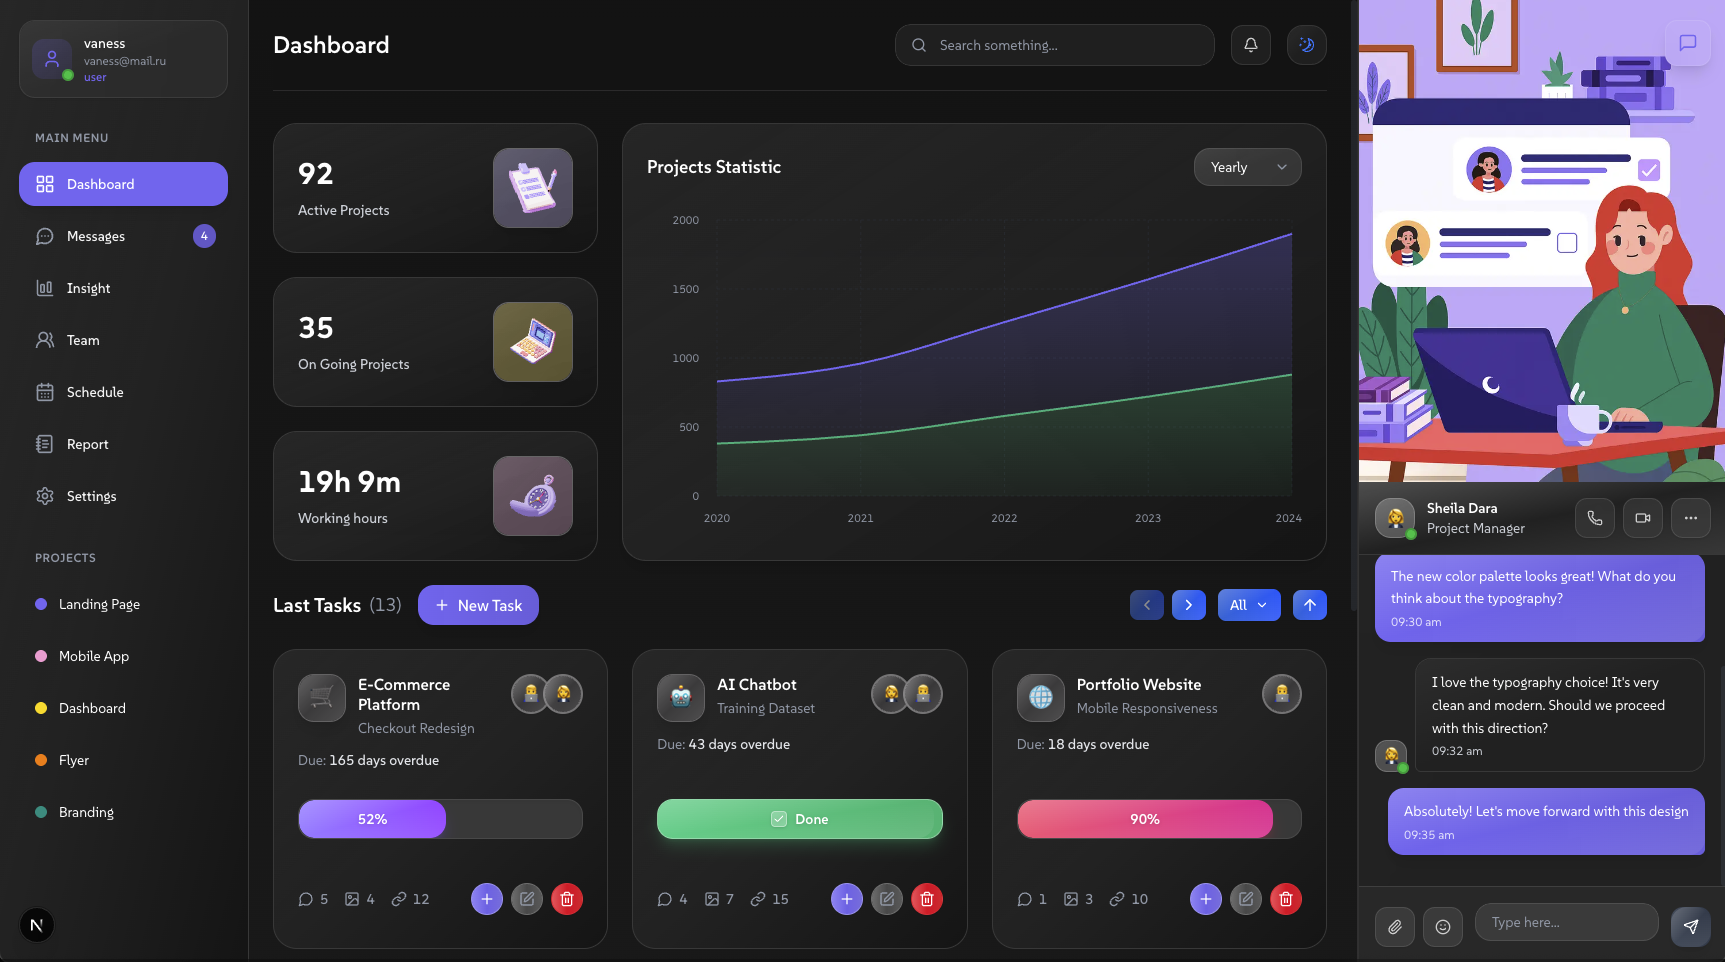 vaness
vaness@mail.ru
user
MAIN MENU
Dashboard
Messages
4
Insight
Team
Schedule
Report
Settings
PROJECTS
Landing Page
Mobile App
Dashboard
Flyer
Branding
N
Dashboard
Search something...
92
Active Projects
35
On Going Projects
19h 9m
Working hours
Projects Statistic
Yearly
2000
1500
1000
500
0
2020
2021
2022
2023
2024
Last Tasks (13)
New Task
All
E-Commerce
Platform
Checkout Redesign
Due: 165 days overdue
52%
5
4
12
AI Chatbot
Training Dataset
Due: 43 days overdue
Done
4
7
15
Portfolio Website
Mobile Responsiveness
Due: 18 days overdue
90%
1
3
10
Sheila Dara
Project Manager
The new color palette looks great! What do you
think about the typography?
09:30 am
I love the typography choice! It's very
clean and modern. Should we proceed
with this direction?
09:32 am
Absolutely! Let's move forward with this design
09:35 am
Type here...